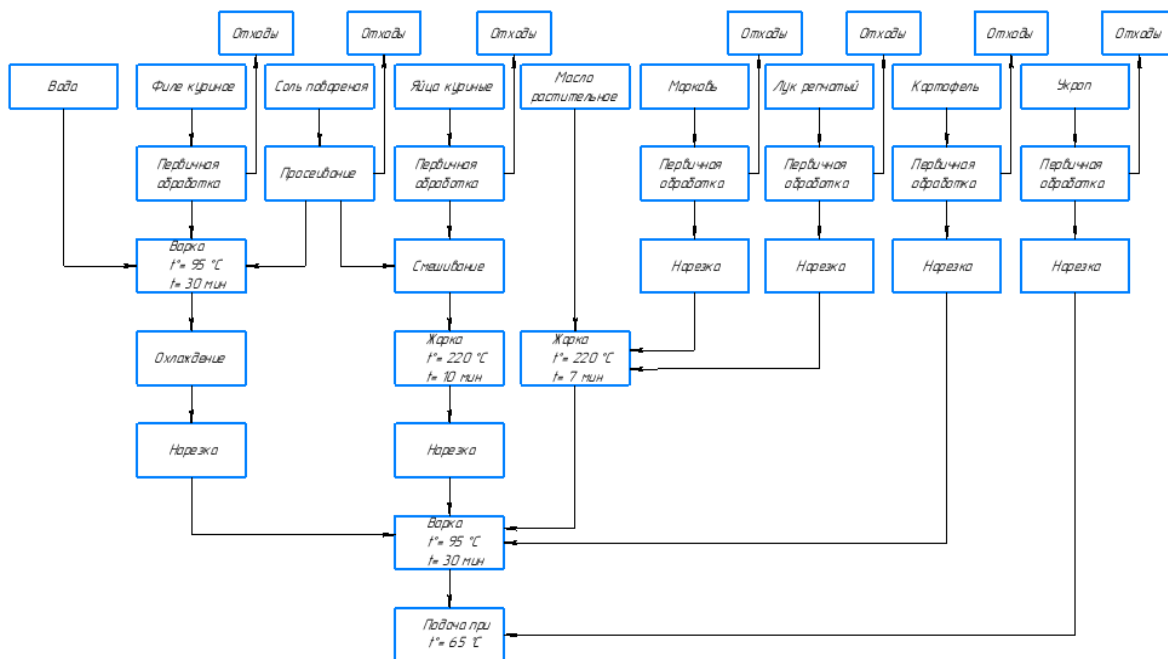 Отходы
Отходы
Отходы
Отходы
Отходы
Отходы
Отходы
Вода
Филе куриное
Соль повареная
Яйца куриные
Масло
растительное
Морковь
Лук репчатый
Картофель
Укроп
Первичная
обработка
Просеивание
Первичная
обработка
Первичная
обработка
Первичная
обработка
Первичная
обработка
Первичная
обработка
Варка
t°= 95 °C
t= 30 мин
Смешивание
Нарезка
Нарезка
Нарезка
Нарезка
Охлаждение
Жарка
t°= 220 °C
t= 10 мин
Жарка
t°= 220 °C
t= 7 мин
Нарезка
Нарезка
Варка
t°= 95 °C
t= 30 мин
Подача при
t°= 65 °C